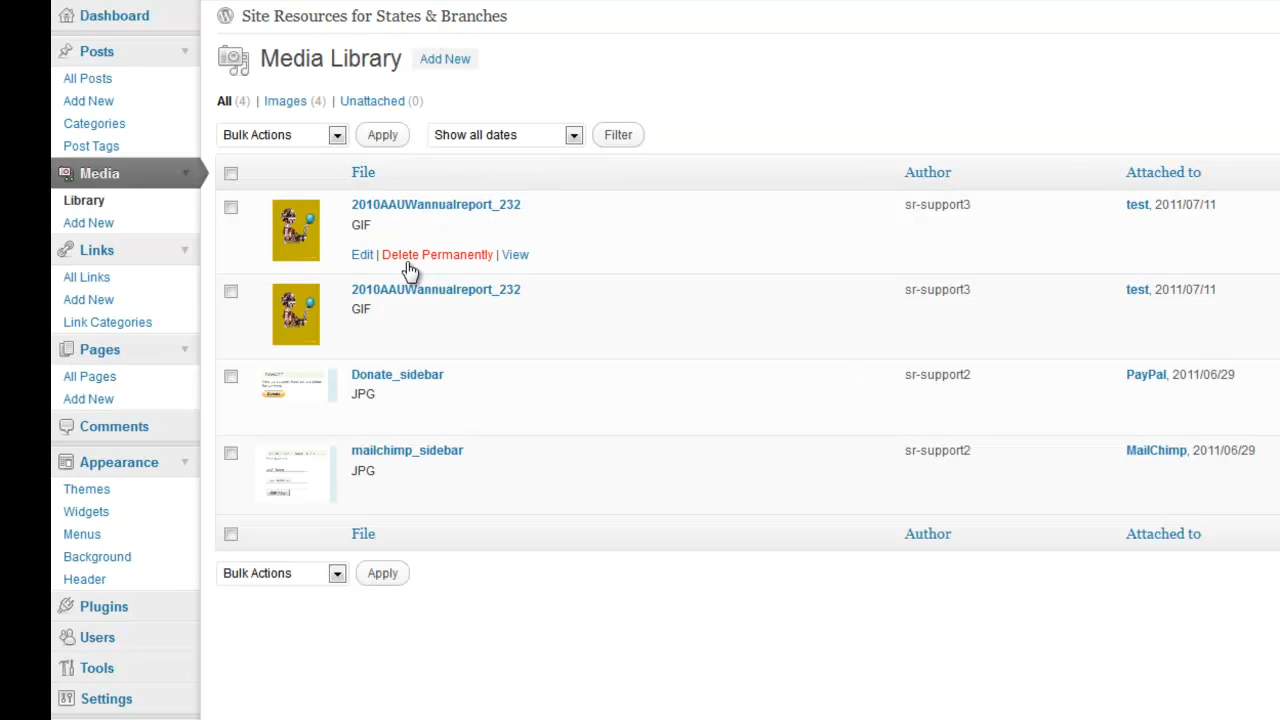 Dashboard
Posts
All Posts
Add New
Categories
Post Tags
Media
Library
Add New
Links
All Links
Add New
Link Categories
Pages
All Pages
Add New
Comments
Appearance
Themes
Widgets
Menus
Background
Header
Plugins
Users
Tools
Settings
Site Resources for States & Branches
Media Library Add New
All (4) | Images (4) | Unattached (0)
Bulk Actions Apply Show all dates Filter
File Author Attached to
2010AAUWannualreport_232 sr-support3 test, 2011/07/11
GIF
Edit | Delete Permanently | View
2010AAUWannualreport_232 sr-support3 test, 2011/07/11
GIF
Donate_sidebar sr-support2 PayPal, 2011/06/29
JPG
mailchimp_sidebar sr-support2 MailChimp, 2011/06/29
JPG
File Author Attached to
Bulk Actions Apply